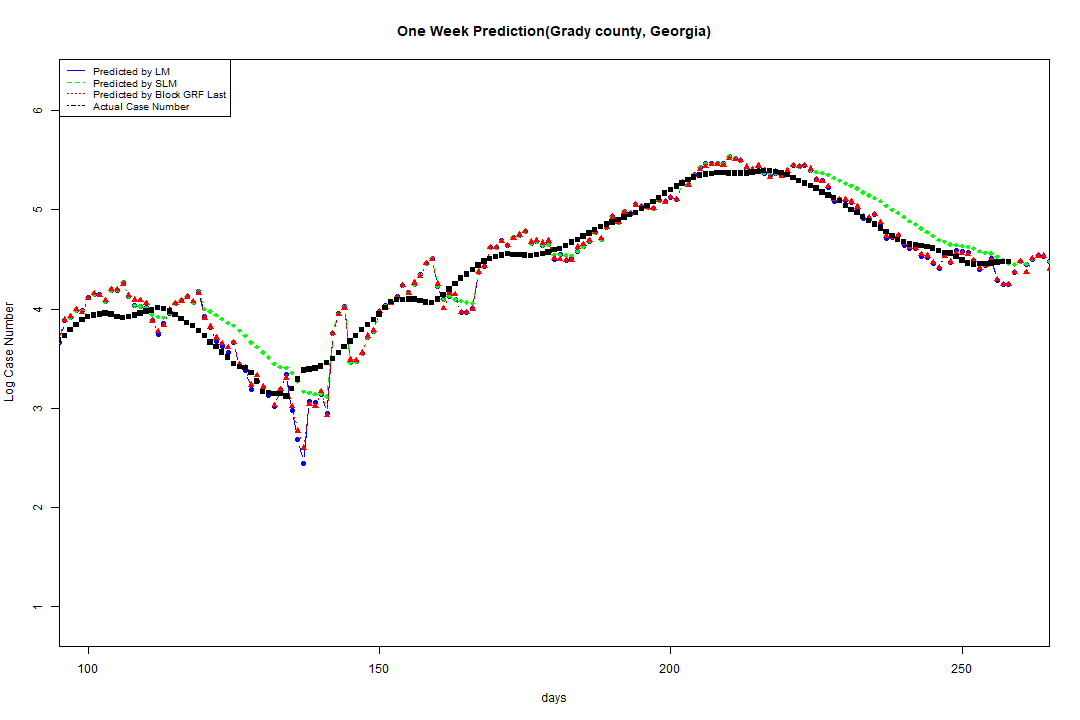 One Week Prediction(Grady county, Georgia)
Predicted by LM
Predicted by SLM
Predicted by Block GRF Last
Actual Case Number
6
5
4
3
2
1
Log Case Number
100 150 200 250
days